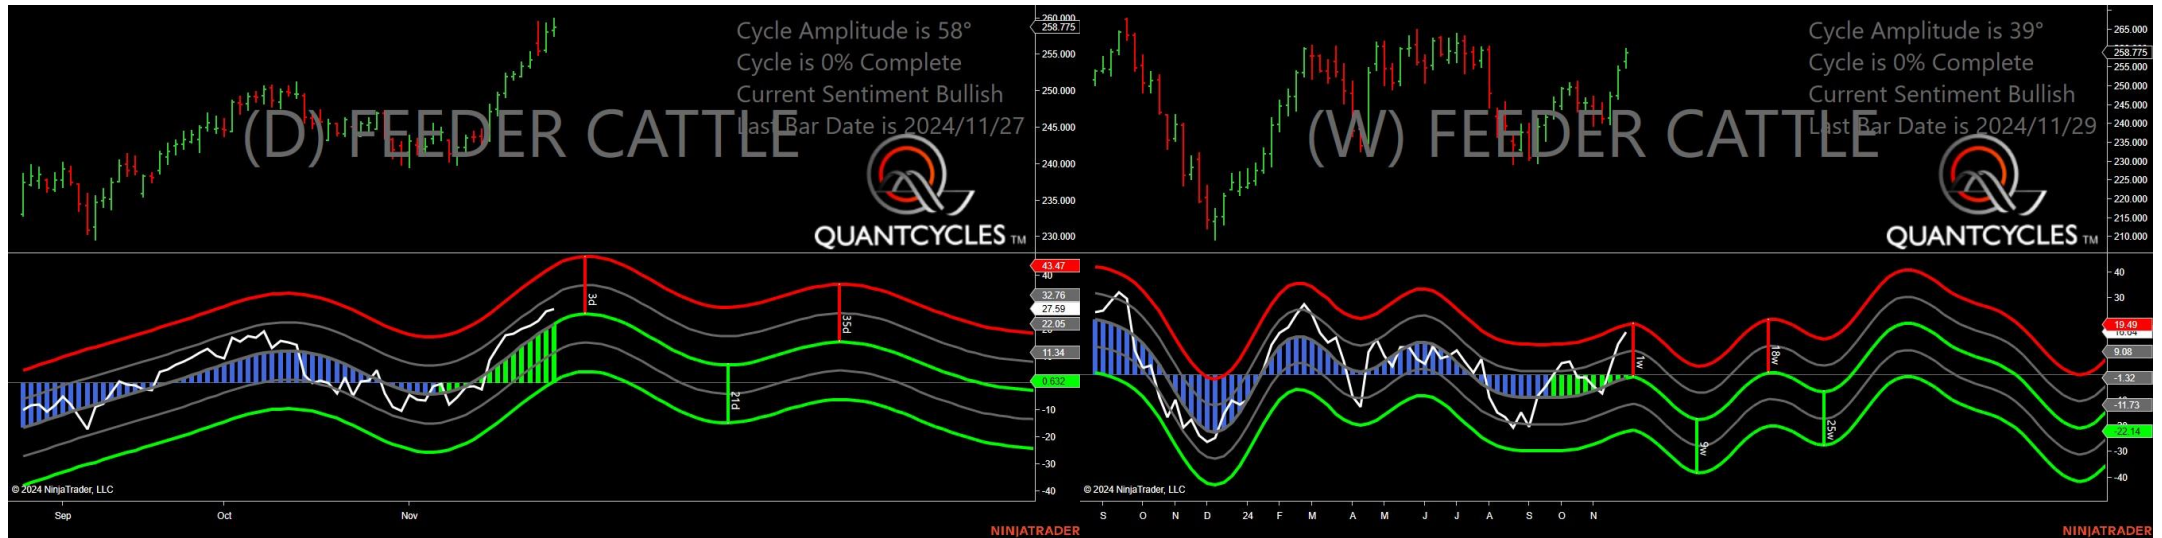 Cycle Amplitude is 58°
Cycle is 0% Complete
Current Sentiment Bullish
Last Bar Date is 2024/11/27
(D) FEEDER CATTLE
QUANTCYCLES TM
260.000
258.775
255.000
250.000
245.000
240.000
235.000
230.000
43.47
40
32.76
27.59
22.05
11.34
0.632
-10
-20
-30
-40
3d
21d
35d
© 2024 NinjaTrader, LLC
Sep Oct Nov
NINJATRADER
Cycle Amplitude is 39°
Cycle is 0% Complete
Current Sentiment Bullish
Last Bar Date is 2024/11/29
(W) FEEDER CATTLE
QUANTCYCLES TM
265.000
258.775
255.000
250.000
245.000
240.000
235.000
230.000
225.000
220.000
215.000
210.000
40
30
19.49
9.08
-1.32
-11.73
-22.14
-30
-40
1w
9w
18w
25w
© 2024 NinjaTrader, LLC
S O N D 24 F M A M J J A S O N
NINJATRADER